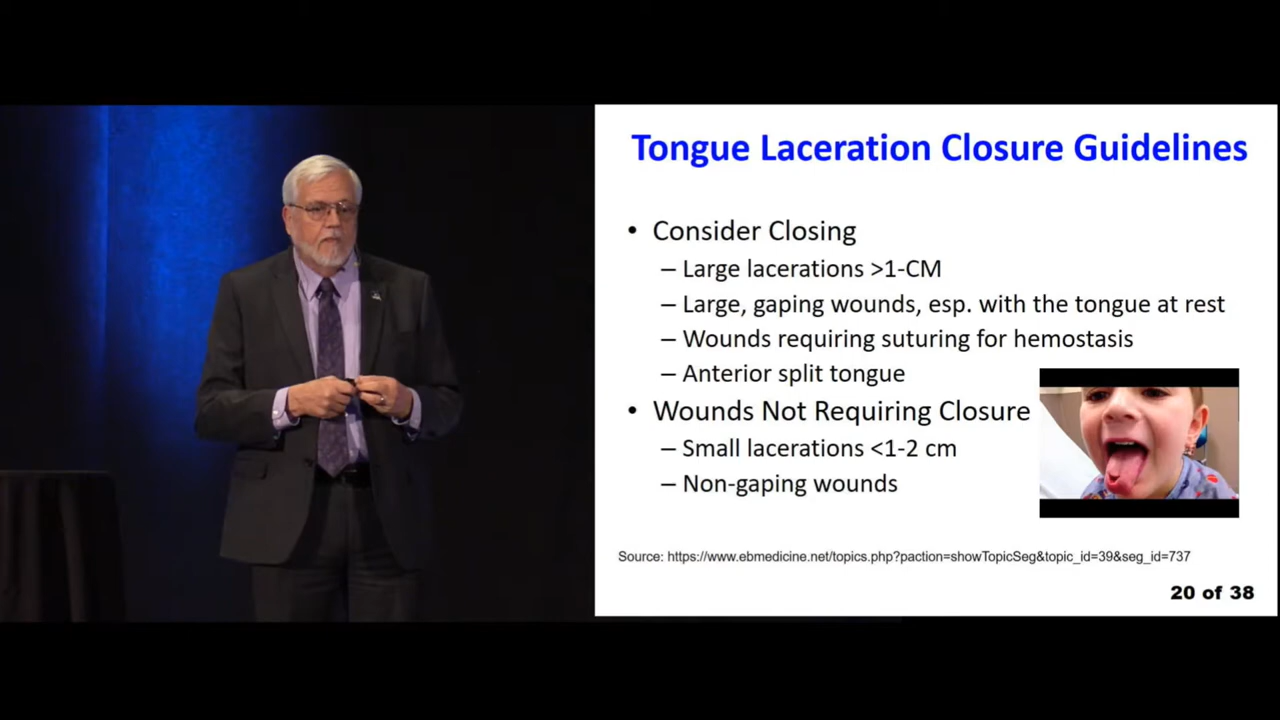 Tongue Laceration Closure Guidelines
• Consider Closing
– Large lacerations >1-CM
– Large, gaping wounds, esp. with the tongue at rest
– Wounds requiring suturing for hemostasis
– Anterior split tongue
• Wounds Not Requiring Closure
– Small lacerations <1-2 cm
– Non-gaping wounds
Source: https://www.ebmedicine.net/topics.php?paction=showTopicSeg&topic_id=39&seg_id=737
20 of 38